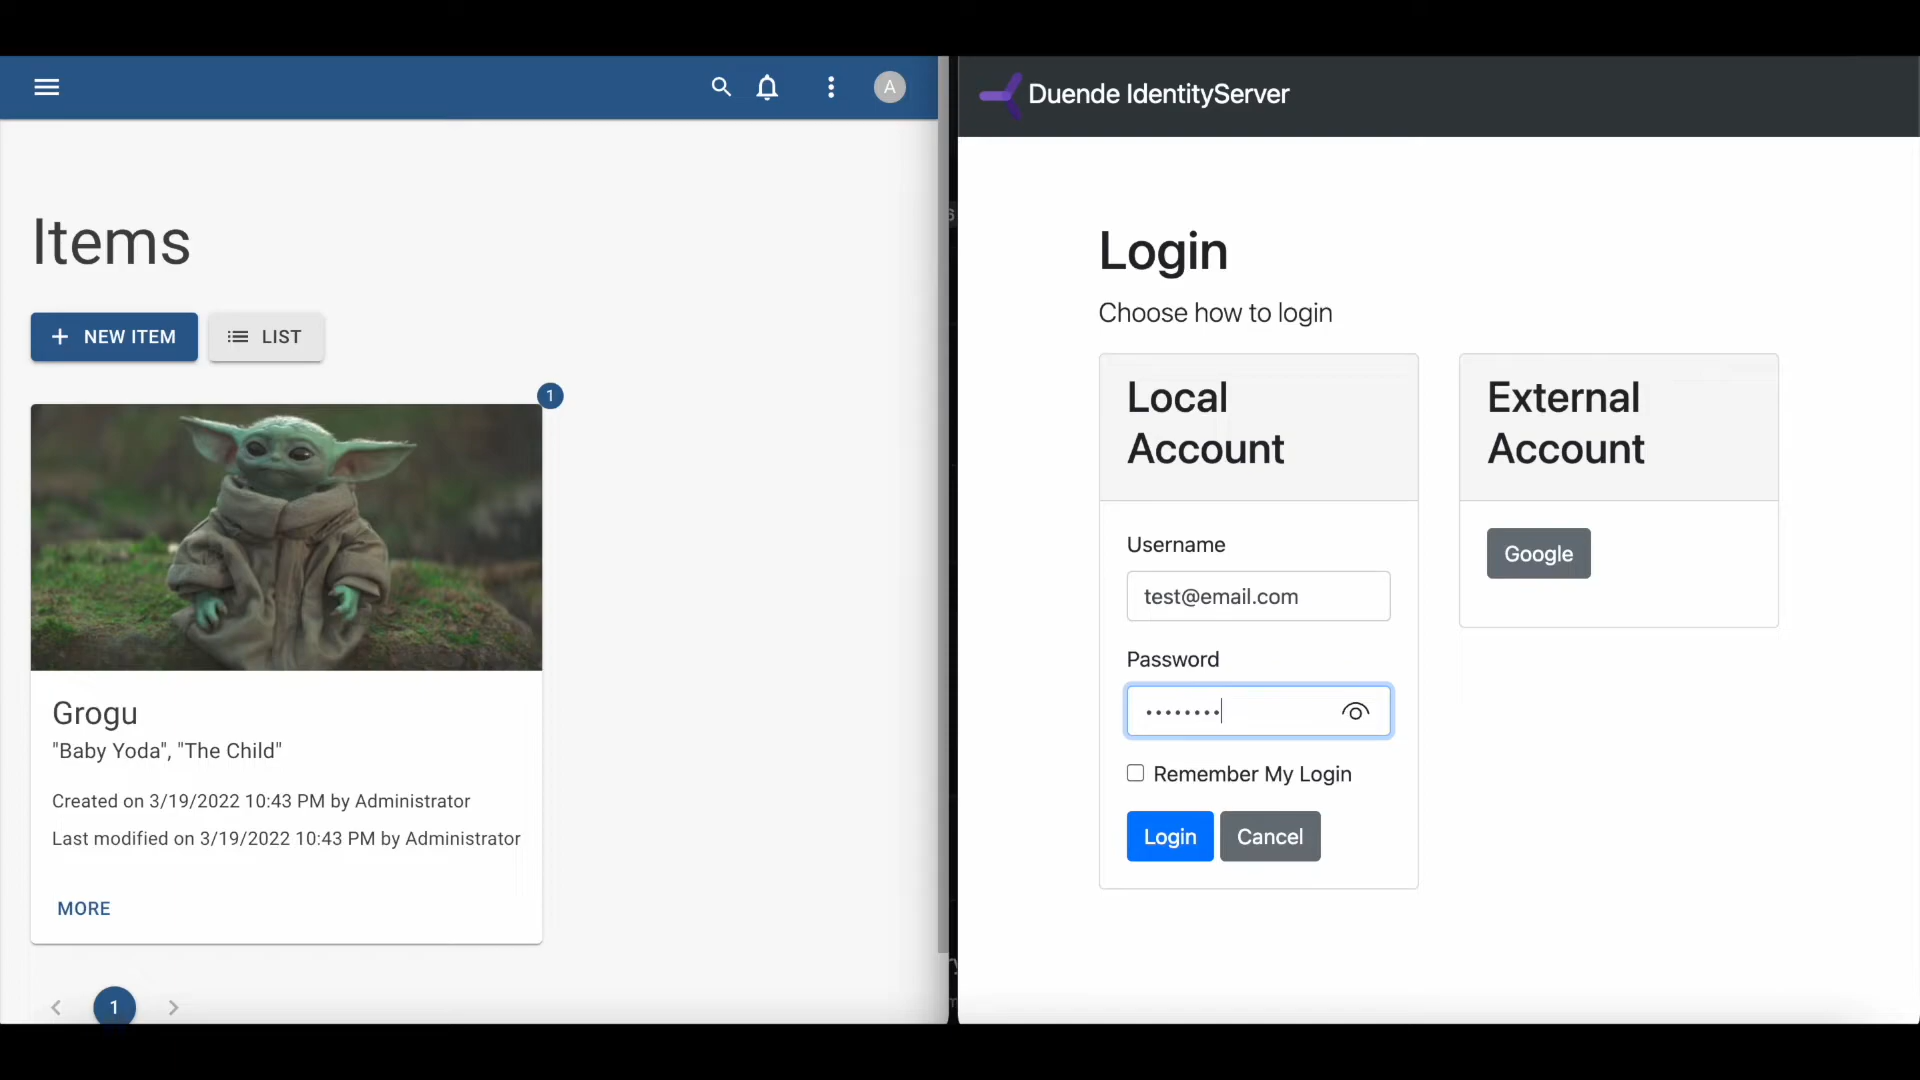 A
Items
NEW ITEM
LIST
1
Grogu
"Baby Yoda", "The Child"
Created on 3/19/2022 10:43 PM by Administrator
Last modified on 3/19/2022 10:43 PM by Administrator
MORE
1
Duende IdentityServer
Login
Choose how to login
Local
Account
Username
test@email.com
Password
Remember My Login
Login Cancel
External
Account
Google